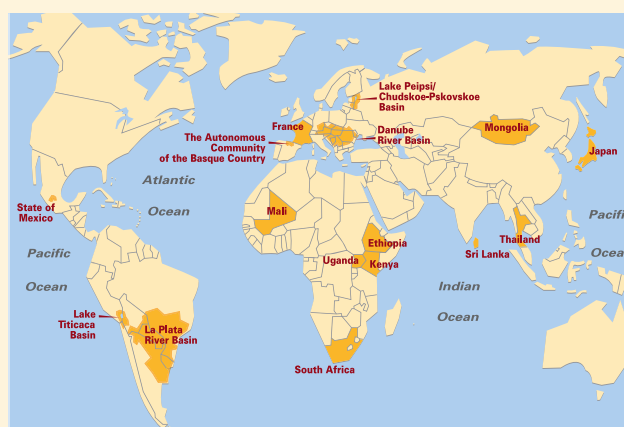 Lake Peipsi/
Chudskoe-Pskovskoe
Basin
France
Danube
River Basin
Mongolia
The Autonomous
Community
of the Basque Country
Japan
Atlantic
Ocean
State of
Mexico
Mali
Pacific
Ocean
Ethiopia
Uganda
Kenya
Thailand
Sri Lanka
Pacifi
Ocea
Indian
Ocean
Lake
Titicaca
Basin
La Plata
River Basin
South Africa